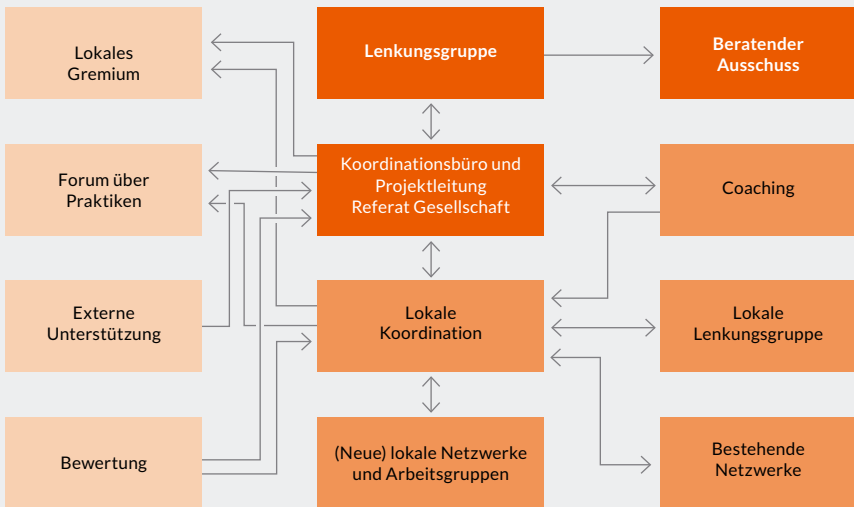 Lokales
Gremium
Lenkungsgruppe
Beratender
Ausschuss
Forum über
Praktiken
Koordinationsbüro und
Projektleitung
Referat Gesellschaft
Coaching
Externe
Unterstützung
Lokale
Koordination
Lokale
Lenkungsgruppe
Bewertung
(Neue) lokale Netzwerke
und Arbeitsgruppen
Bestehende
Netzwerke